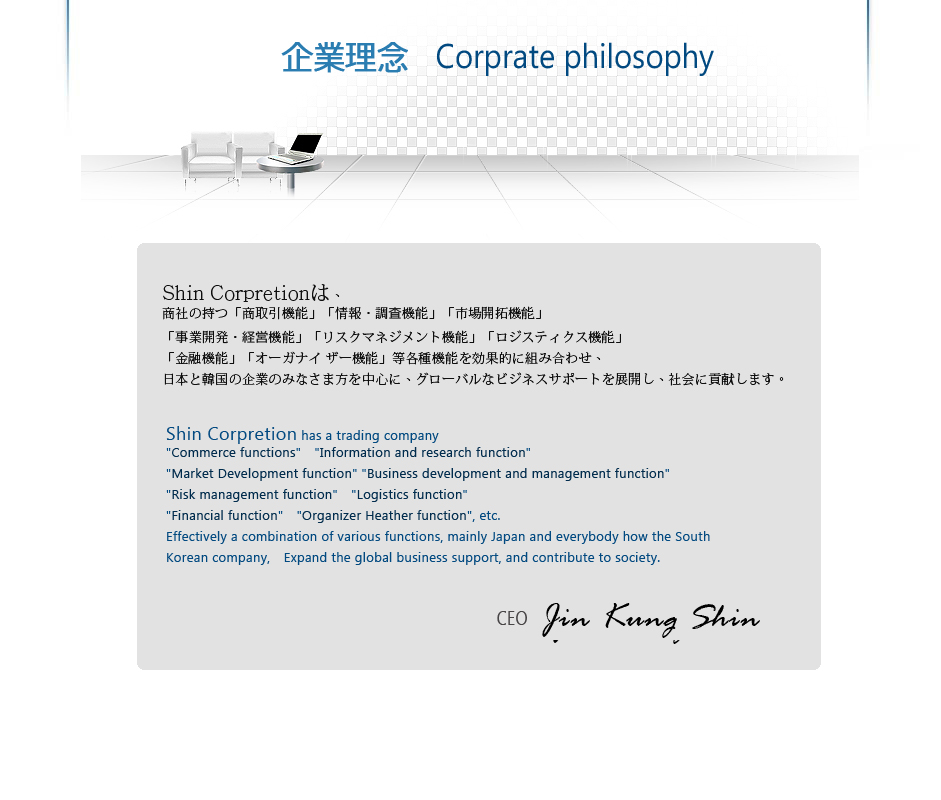 企業理念 Corprate philosophy
Shin Corpretionは、
商社の持つ「商取引機能」「情報・調査機能」「市場開拓機能」
「事業開発・経営機能」「リスクマネジメント機能」「ロジスティクス機能」
「金融機能」「オーガナイ ザー機能」等各種機能を効果的に組み合わせ、
日本と韓国の企業のみなさま方を中心に、グローバルなビジネスサポートを展開し、社会に貢献します。
Shin Corpretion has a trading company
"Commerce functions" "Information and research function"
"Market Development function" "Business development and management function"
"Risk management function" "Logistics function"
"Financial function" "Organizer Heather function", etc.
Effectively a combination of various functions, mainly Japan and everybody how the South
Korean company, Expand the global business support, and contribute to society.
CEO Jin Kung Shin